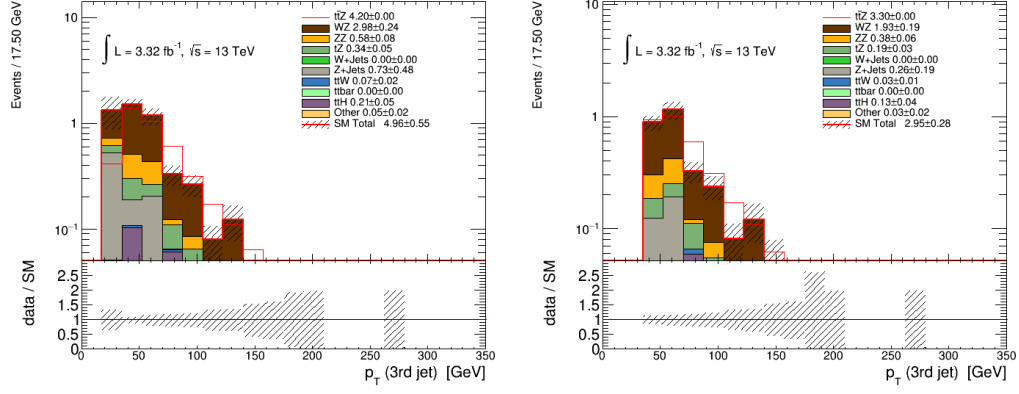 Events / 17.50 GeV
10
1
10⁻¹
∫ L = 3.32 fb⁻¹, √s = 13 TeV
tt̄Z 4.20±0.00
WZ 2.98±0.24
ZZ 0.58±0.08
tZ 0.34±0.05
W+Jets 0.00±0.00
Z+Jets 0.73±0.48
ttW 0.07±0.02
ttbar 0.00±0.00
ttH 0.21±0.05
Other 0.05±0.02
SM Total 4.96±0.55
data / SM
2.5
2
1.5
1
0.5
0
0 50 100 150 200 250 300 350
p_T (3rd jet) [GeV]
Events / 17.50 GeV
10
1
10⁻¹
∫ L = 3.32 fb⁻¹, √s = 13 TeV
tt̄Z 3.30±0.00
WZ 1.93±0.19
ZZ 0.38±0.06
tZ 0.19±0.03
W+Jets 0.00±0.00
Z+Jets 0.26±0.19
ttW 0.03±0.01
ttbar 0.00±0.00
ttH 0.13±0.04
Other 0.03±0.02
SM Total 2.95±0.28
data / SM
2.5
2
1.5
1
0.5
0
0 50 100 150 200 250 300 350
p_T (3rd jet) [GeV]